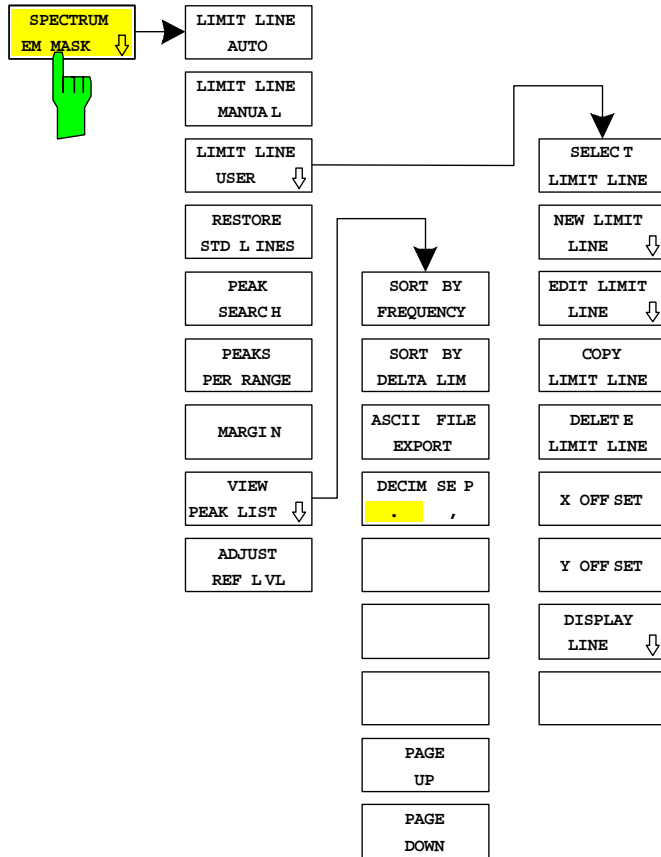 SPECTRUM
EM MASK
LIMIT LINE
AUTO
LIMIT LINE
MANUAL
LIMIT LINE
USER
RESTORE
STD LINES
PEAK
SEARCH
PEAKS
PER RANGE
MARGIN
VIEW
PEAK LIST
ADJUST
REF LVL
SORT BY
FREQUENCY
SORT BY
DELTA LIM
ASCII FILE
EXPORT
DECIM SEP
. ,
PAGE
UP
PAGE
DOWN
SELECT
LIMIT LINE
NEW LIMIT
LINE
EDIT LIMIT
LINE
COPY
LIMIT LINE
DELETE
LIMIT LINE
X OFFSET
Y OFFSET
DISPLAY
LINE